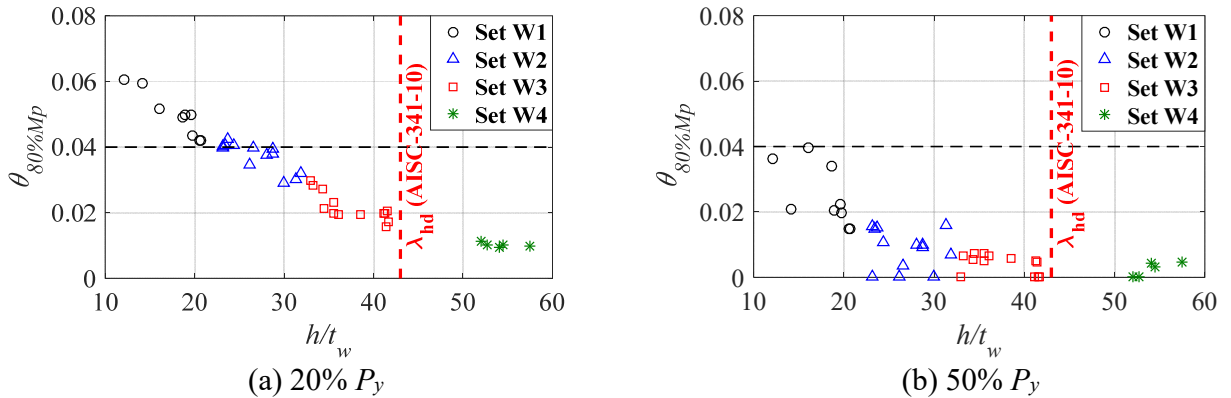 0.08
0.06
0.04
0.02
0
θ80%Mp
10 20 30 40 50 60
h/tw
Set W1
Set W2
Set W3
Set W4
λhd (AISC-341-10)
(a) 20% Py
0.08
0.06
0.04
0.02
0
θ80%Mp
10 20 30 40 50 60
h/tw
Set W1
Set W2
Set W3
Set W4
λhd (AISC-341-10)
(b) 50% Py